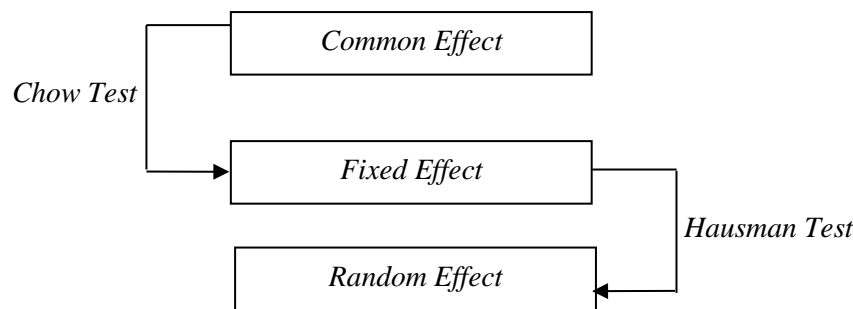 Common Effect
Chow Test
Fixed Effect
Hausman Test
Random Effect